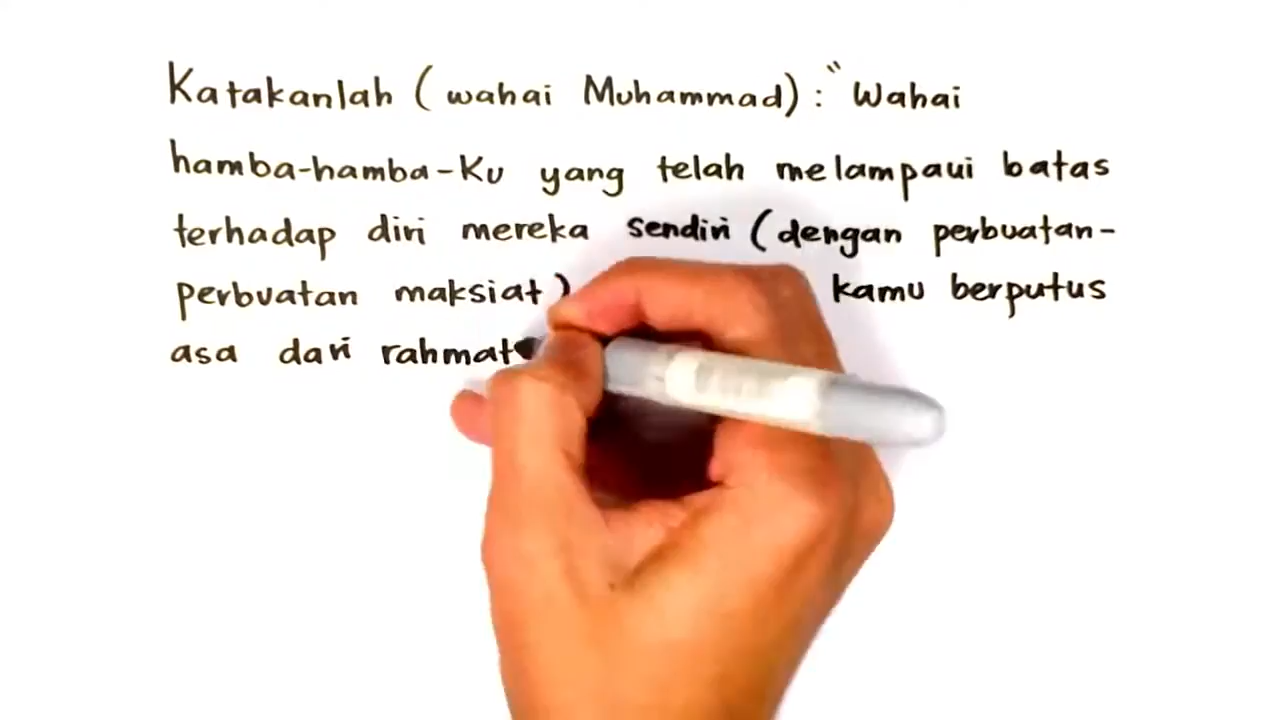 Katakanlah (wahai Muhammad): "Wahai
hamba-hamba-Ku yang telah melampaui batas
terhadap diri mereka sendiri (dengan perbuatan-
perbuatan maksiat) kamu berputus
asa dari rahmat